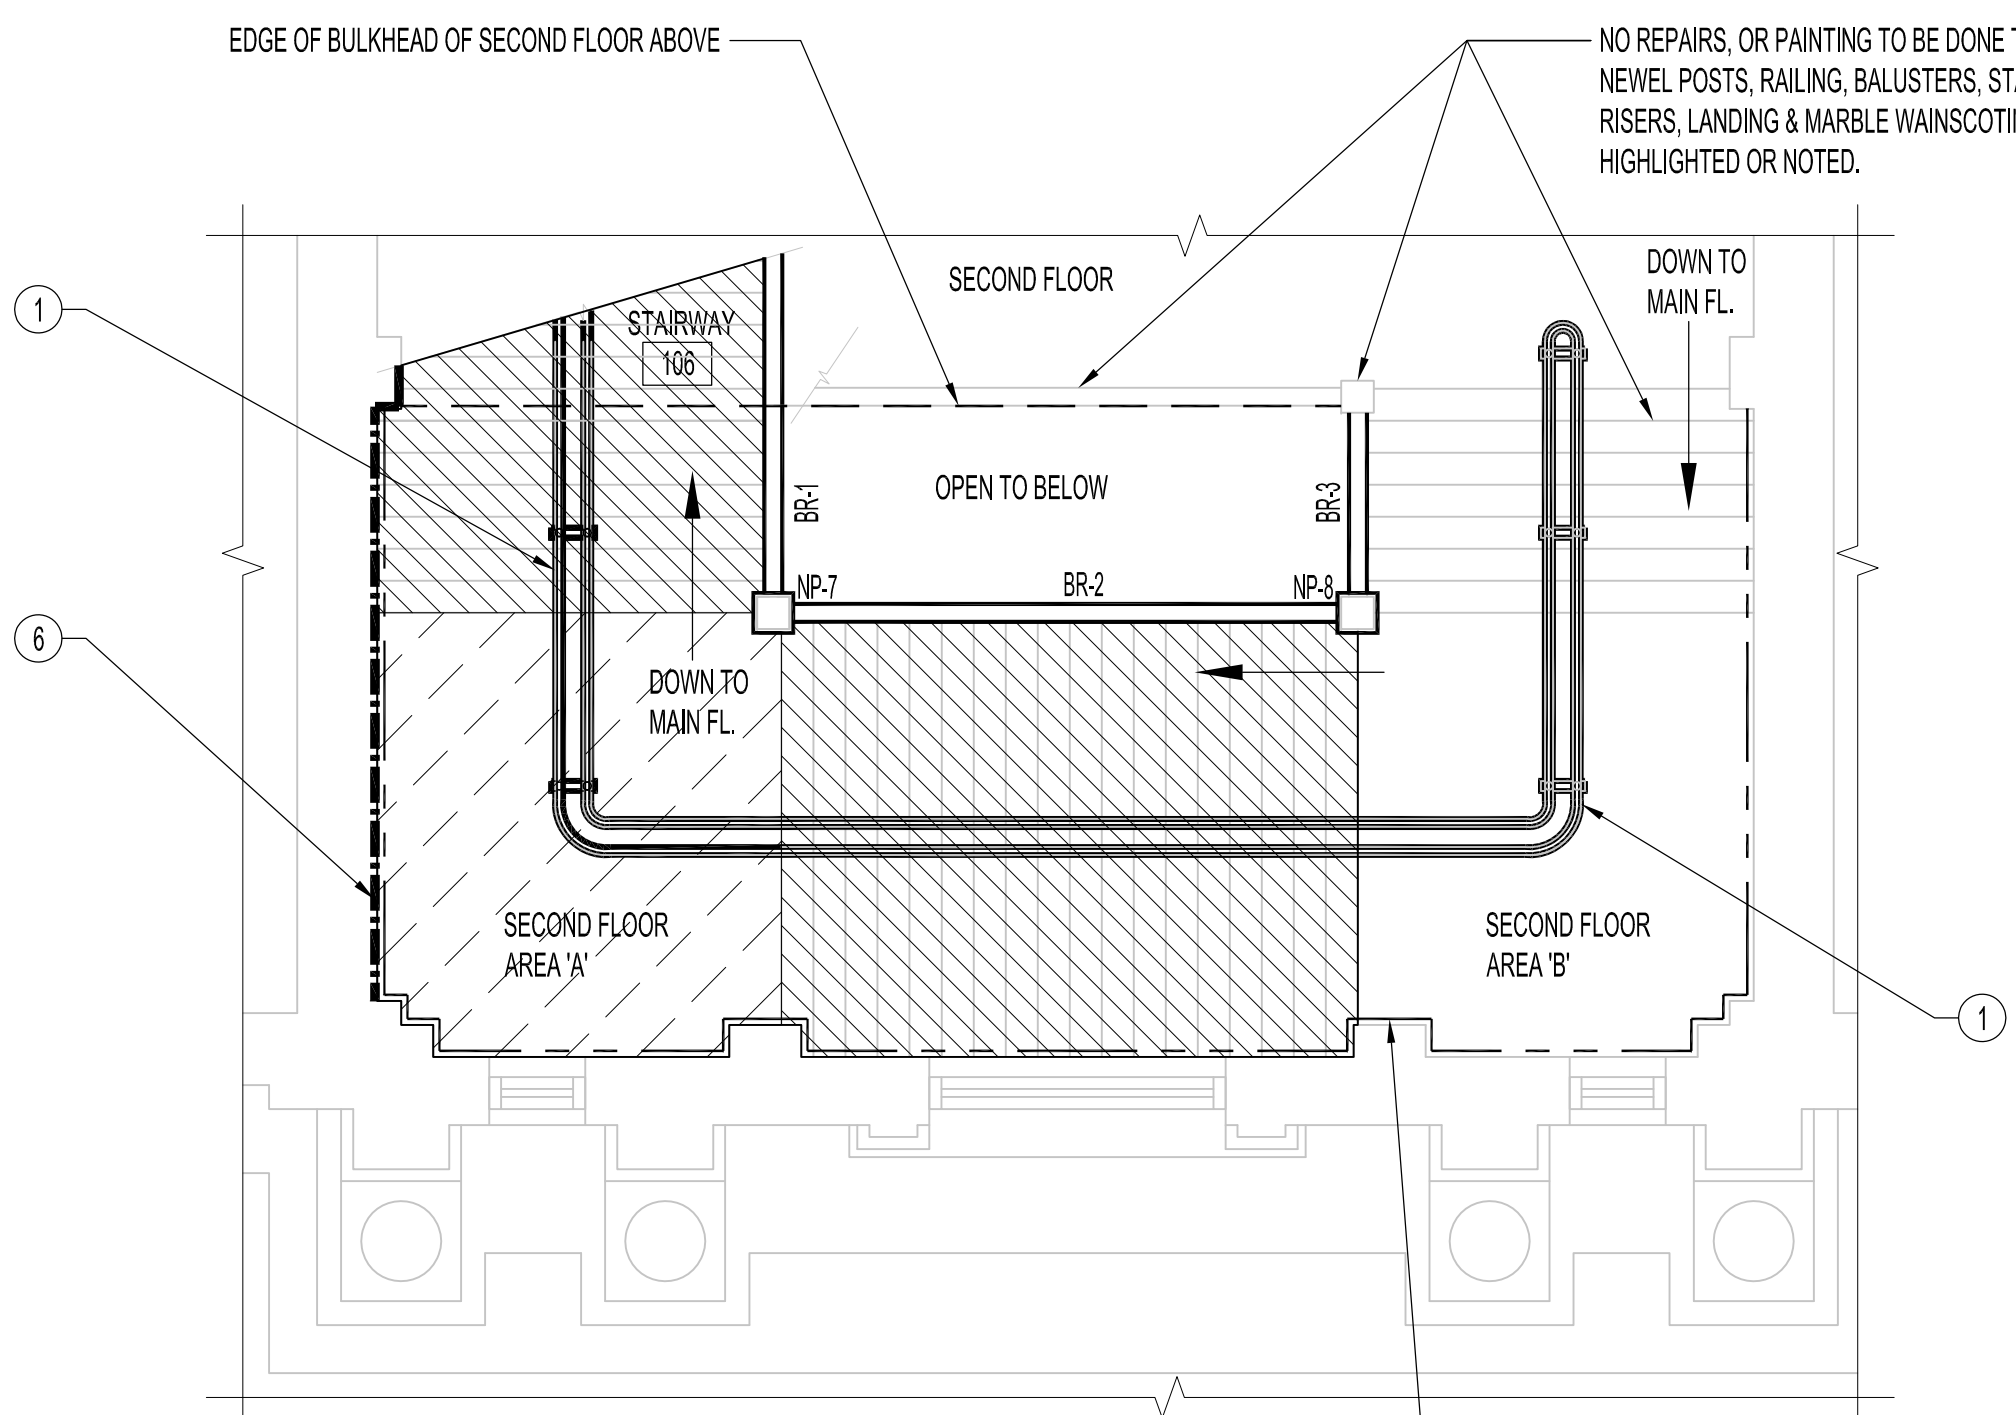 EDGE OF BULKHEAD OF SECOND FLOOR ABOVE
NO REPAIRS, OR PAINTING TO BE DONE
NEWEL POSTS, RAILING, BALUSTERS,
RISERS, LANDING & MARBLE
HIGHLIGHTED OR NOTED.
SECOND FLOOR
DOWN TO
MAIN FL.
1
STAIRWAY
106
OPEN TO BELOW
BR-1
BR-3
NP-7
BR-2
NP-8
6
DOWN TO
MAIN FL.
SECOND FLOOR
AREA 'A'
SECOND FLOOR
AREA 'B'
1